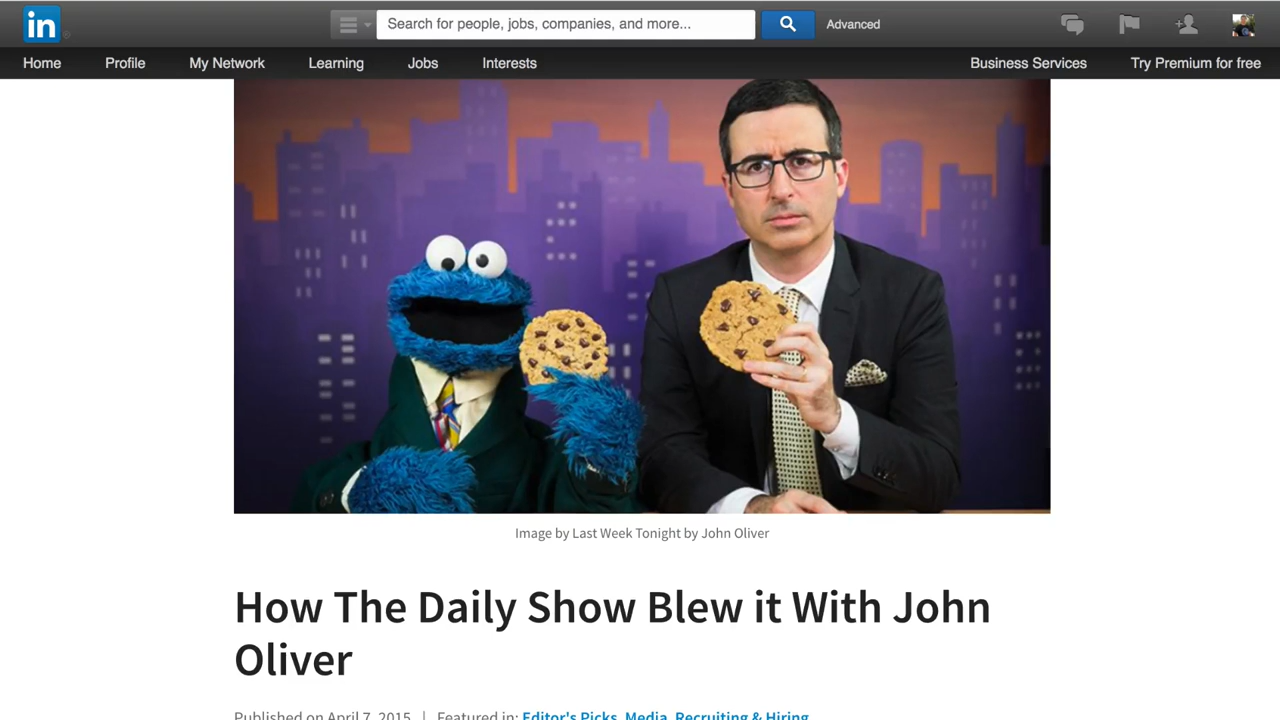 in
Search for people, jobs, companies, and more...
Advanced
Home Profile My Network Learning Jobs Interests Business Services Try Premium for free
Image by Last Week Tonight by John Oliver
How The Daily Show Blew it With John
Oliver
Published on April 7, 2015 | Featured in: Editor's Picks, Media, Recruiting & Hiring